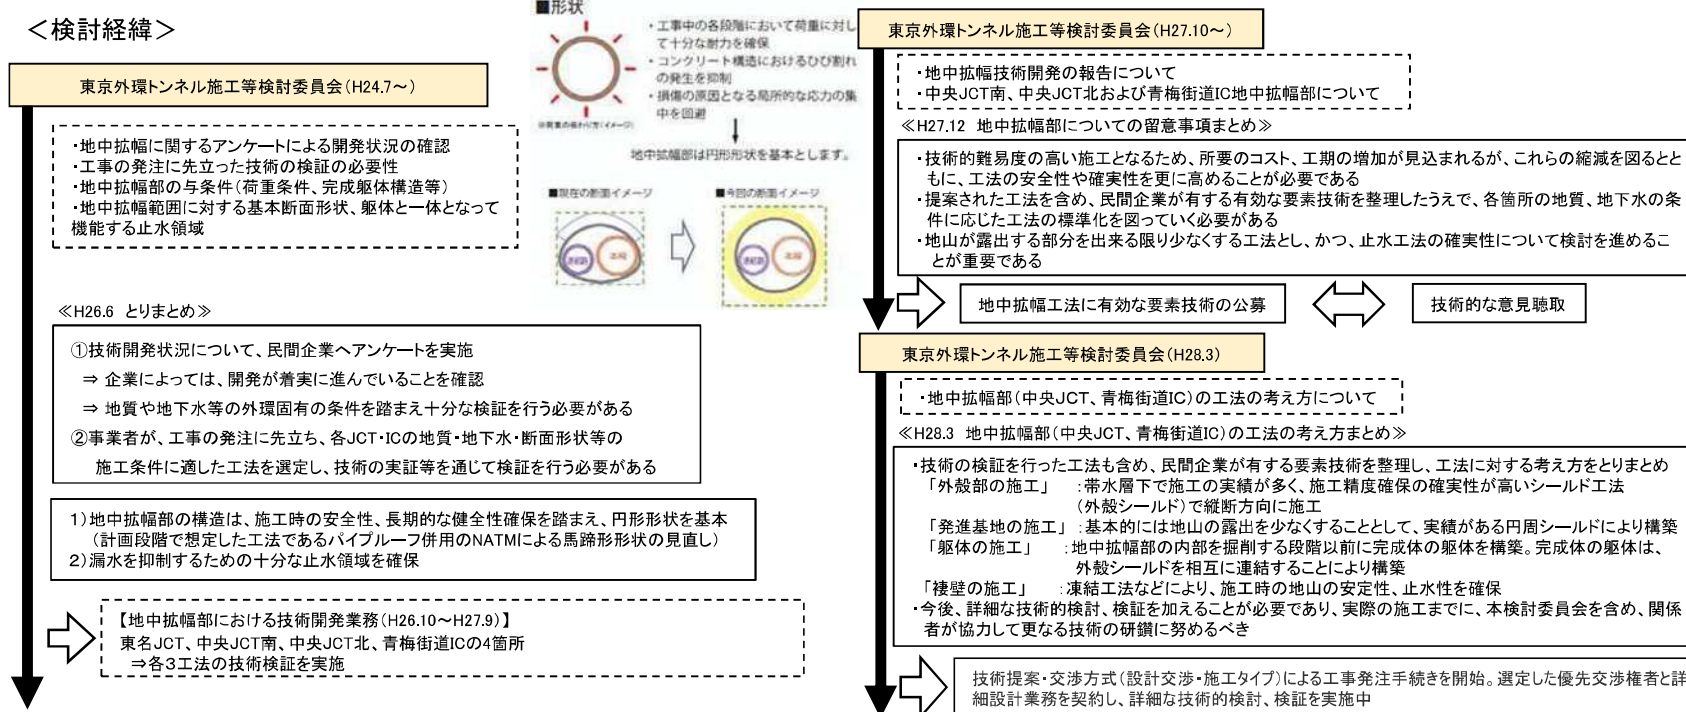 ＜検討経緯＞
東京外環トンネル施工等検討委員会(H24.7～)
・地中拡幅に関するアンケートによる開発状況の確認
・工事の発注に先立った技術の検証の必要性
・地中拡幅部の与条件(荷重条件、完成躯体構造等)
・地中拡幅範囲に対する基本断面形状、躯体と一体となって
機能する止水領域
■形状
・工事中の各段階において荷重に対し
て十分な耐力を確保
・コンクリート構造におけるひび割れ
の発生を抑制
・損傷の原因となる局所的な応力の集
中を回避
※荷重の伝わり方(イメージ)
地中拡幅部は円形形状を基本とします。
■現在の断面イメージ
■今回の断面イメージ
本線
本線
≪H26.6 とりまとめ≫
①技術開発状況について、民間企業へアンケートを実施
⇒ 企業によっては、開発が着実に進んでいることを確認
⇒ 地質や地下水等の外環固有の条件を踏まえ十分な検証を行う必要がある
②事業者が、工事の発注に先立ち、各JCT・ICの地質・地下水・断面形状等の
施工条件に適した工法を選定し、技術の実証等を通じて検証を行う必要がある
1)地中拡幅部の構造は、施工時の安全性、長期的な健全性確保を踏まえ、円形形状を基本
(計画段階で想定した工法であるパイプルーフ併用のNATMによる馬蹄形形状の見直し)
2)漏水を抑制するための十分な止水領域を確保
【地中拡幅部における技術開発業務(H26.10～H27.9)】
東名JCT、中央JCT南、中央JCT北、青梅街道ICの4箇所
⇒各3工法の技術検証を実施
東京外環トンネル施工等検討委員会(H27.10～)
・地中拡幅技術開発の報告について
・中央JCT南、中央JCT北および青梅街道IC地中拡幅部について
≪H27.12 地中拡幅部についての留意事項まとめ≫
・技術的難易度の高い施工となるため、所要のコスト、工期の増加が見込まれるが、これらの縮減を図るとと
もに、工法の安全性や確実性を更に高めることが必要である
・提案された工法を含め、民間企業が有する有効な要素技術を整理したうえで、各箇所の地質、地下水の条
件に応じた工法の標準化を図っていく必要がある
・地山が露出する部分を出来る限り少なくする工法とし、かつ、止水工法の確実性について検討を進めるこ
とが重要である
地中拡幅工法に有効な要素技術の公募
技術的な意見聴取
東京外環トンネル施工等検討委員会(H28.3)
・地中拡幅部(中央JCT、青梅街道IC)の工法の考え方について
≪H28.3 地中拡幅部(中央JCT、青梅街道IC)の工法の考え方まとめ≫
・技術の検証を行った工法も含め、民間企業が有する要素技術を整理し、工法に対する考え方をとりまとめ
「外殻部の施工」 :帯水層下で施工の実績が多く、施工精度確保の確実性が高いシールド工法
(外殻シールド)で縦断方向に施工
「発進基地の施工」:基本的には地山の露出を少なくすることとして、実績がある円周シールドにより構築
「躯体の施工」 :地中拡幅部の内部を掘削する段階以前に完成体の躯体を構築。完成体の躯体は、
外殻シールドを相互に連結することにより構築
「褄壁の施工」 :凍結工法などにより、施工時の地山の安定性、止水性を確保
・今後、詳細な技術的検討、検証を加えることが必要であり、実際の施工までに、本検討委員会を含め、関係
者が協力して更なる技術の研鑽に努めるべき
技術提案・交渉方式(設計交渉・施工タイプ)による工事発注手続きを開始。選定した優先交渉権者と詳
細設計業務を契約し、詳細な技術的検討、検証を実施中